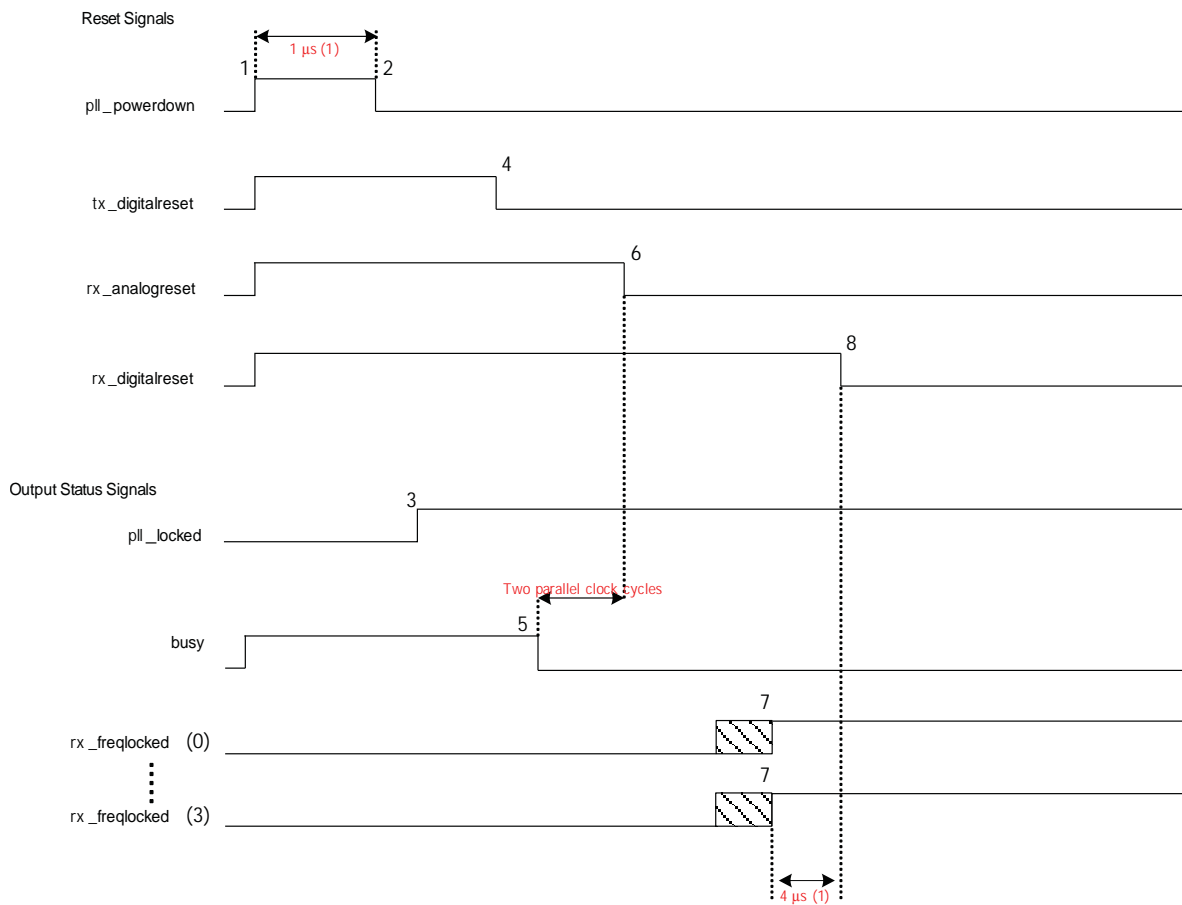 Reset Signals
1 µs (1)
1
2
pll_powerdown
4
tx_digitalreset
6
rx_analogreset
8
rx_digitalreset
Output Status Signals
3
pll_locked
Two parallel clock cycles
5
busy
7
rx_freqlocked (0)
7
rx_freqlocked (3)
4 µs (1)